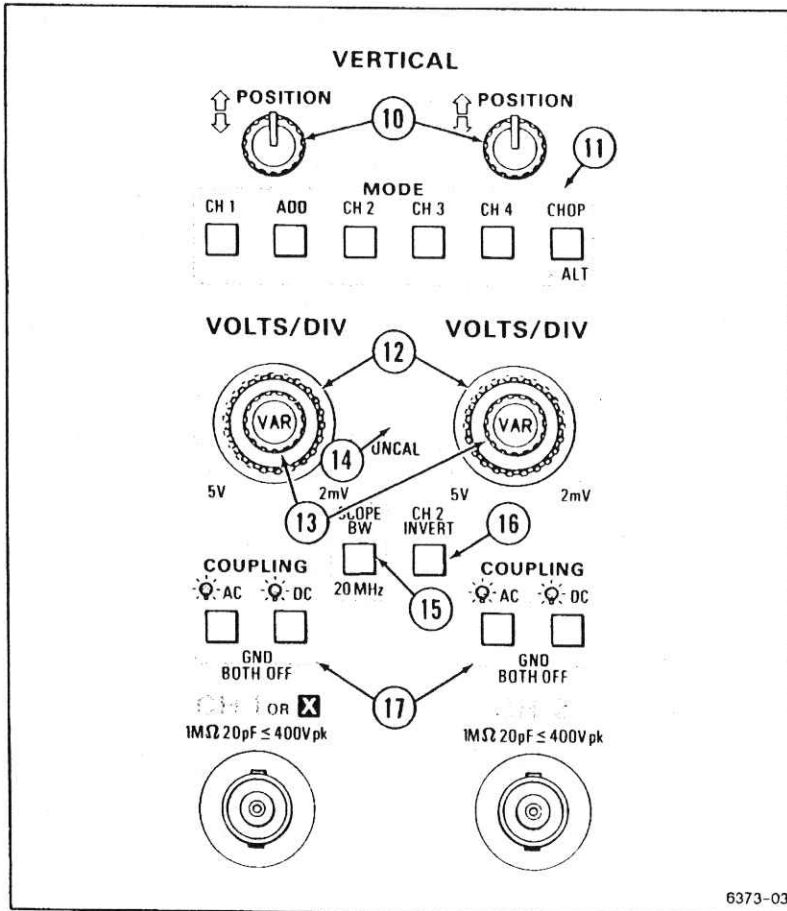 VERTICAL
POSITION
POSITION
10
11
MODE
CH 1 ADD CH 2 CH 3 CH 4 CHOP
ALT
VOLTS/DIV
VOLTS/DIV
12
VAR
VAR
14
UNCAL
5V
2mV
5V
2mV
13
SCOPE
BW
CH 2
INVERT
16
COUPLING
COUPLING
AC
DC
AC
DC
20 MHz
15
GND
BOTH OFF
GND
BOTH OFF
CH 1 OR X
CH 2
17
1MΩ 20pF ≤ 400V pk
1MΩ 20pF ≤ 400V pk
6373-03